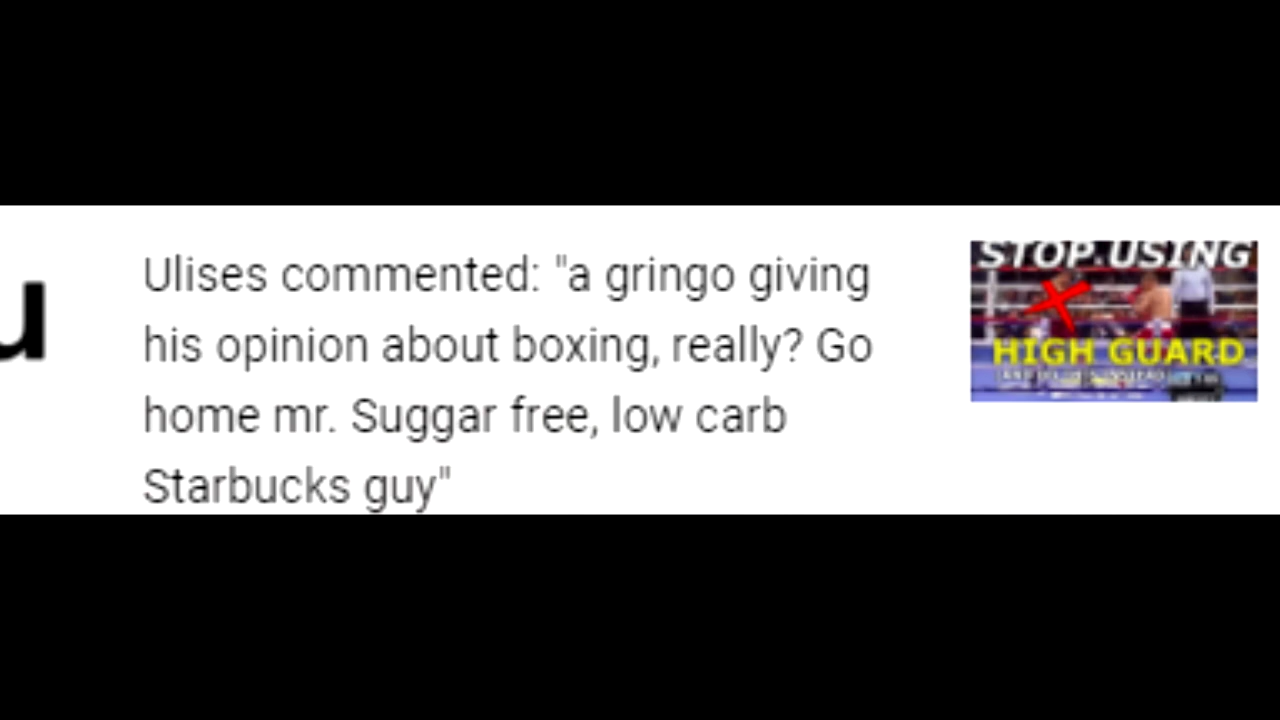 u
Ulises commented: "a gringo giving
his opinion about boxing, really? Go
home mr. Suggar free, low carb
Starbucks guy"
STOP USING
HIGH GUARD